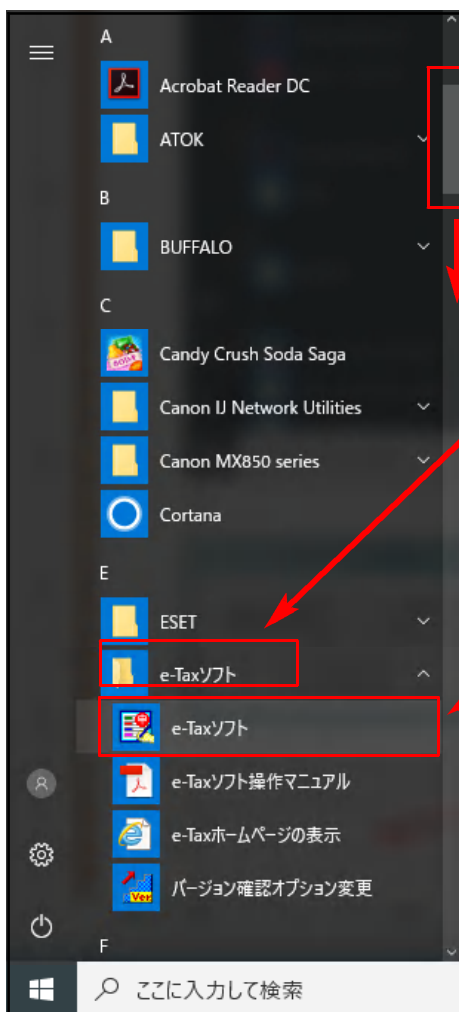 A
Acrobat Reader DC
ATOK
B
BUFFALO
C
Candy Crush Soda Saga
Canon IJ Network Utilities
Canon MX850 series
Cortana
E
ESET
e-Taxソフト
e-Taxソフト
e-Taxソフト操作マニュアル
e-Taxホームページの表示
Ver
バージョン確認オプション変更
F
ここに入力して検索